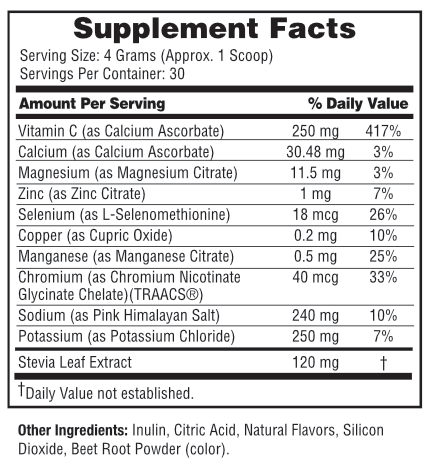 Supplement Facts
Serving Size: 4 Grams (Approx. 1 Scoop)
Servings Per Container: 30
Amount Per Serving % Daily Value
Vitamin C (as Calcium Ascorbate) 250 mg 417%
Calcium (as Calcium Ascorbate) 30.48 mg 3%
Magnesium (as Magnesium Citrate) 11.5 mg 3%
Zinc (as Zinc Citrate) 1 mg 7%
Selenium (as L-Selenomethionine) 18 mcg 26%
Copper (as Cupric Oxide) 0.2 mg 10%
Manganese (as Manganese Citrate) 0.5 mg 25%
Chromium (as Chromium Nicotinate 40 mcg 33%
Glycinate Chelate)(TRAACS®)
Sodium (as Pink Himalayan Salt) 240 mg 10%
Potassium (as Potassium Chloride) 250 mg 7%
Stevia Leaf Extract 120 mg †
†Daily Value not established.
Other Ingredients: Inulin, Citric Acid, Natural Flavors, Silicon
Dioxide, Beet Root Powder (color).